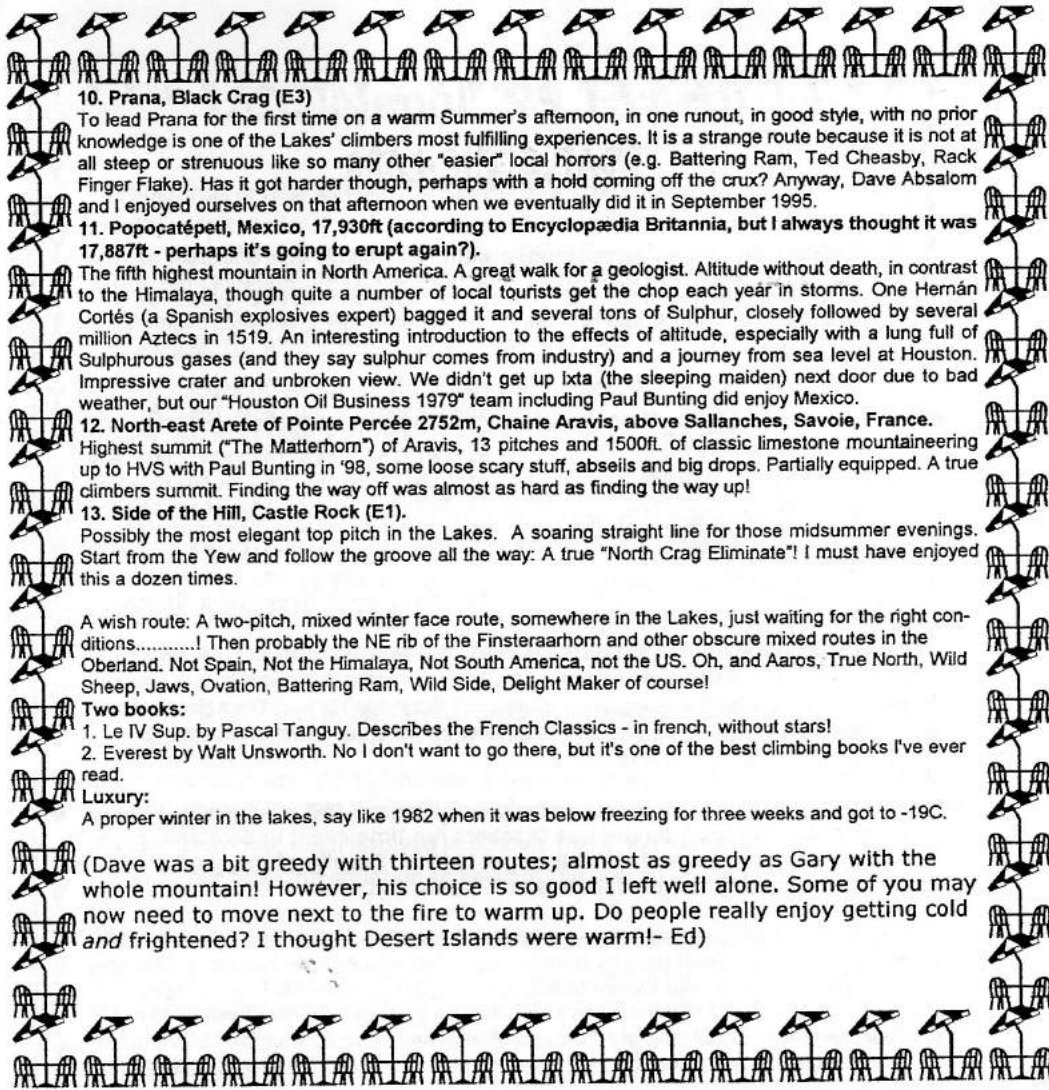 10. Prana, Black Crag (E3)
To lead Prana for the first time on a warm Summer's afternoon, in one runout, in good style, with no prior
knowledge is one of the Lakes' climbers most fulfilling experiences. It is a strange route because it is not at
all steep or strenuous like so many other "easier" local horrors (e.g. Battering Ram, Ted Cheasby, Rack
Finger Flake). Has it got harder though, perhaps with a hold coming off the crux? Anyway, Dave Absalom
and I enjoyed ourselves on that afternoon when we eventually did it in September 1995.
11. Popocatépetl, Mexico, 17,930ft (according to Encyclopædia Britannia, but I always thought it was
17,887ft - perhaps it's going to erupt again?).
The fifth highest mountain in North America. A great walk for a geologist. Altitude without death, in contrast
to the Himalaya, though quite a number of local tourists get the chop each year in storms. One Hernán
Cortés (a Spanish explosives expert) bagged it and several tons of Sulphur, closely followed by several
million Aztecs in 1519. An interesting introduction to the effects of altitude, especially with a lung full of
Sulphurous gases (and they say sulphur comes from industry) and a journey from sea level at Houston.
Impressive crater and unbroken view. We didn't get up Ixta (the sleeping maiden) next door due to bad
weather, but our "Houston Oil Business 1979" team including Paul Bunting did enjoy Mexico.
12. North-east Arete of Pointe Percée 2752m, Chaine Aravis, above Sallanches, Savoie, France.
Highest summit ("The Matterhorn") of Aravis, 13 pitches and 1500ft. of classic limestone mountaineering
up to HVS with Paul Bunting in '98, some loose scary stuff, abseils and big drops. Partially equipped. A true
climbers summit. Finding the way off was almost as hard as finding the way up!
13. Side of the Hill, Castle Rock (E1).
Possibly the most elegant top pitch in the Lakes. A soaring straight line for those midsummer evenings.
Start from the Yew and follow the groove all the way: A true "North Crag Eliminate"! I must have enjoyed
this a dozen times.
A wish route: A two-pitch, mixed winter face route, somewhere in the Lakes, just waiting for the right con-
ditions...........! Then probably the NE rib of the Finsteraarhorn and other obscure mixed routes in the
Oberland. Not Spain, Not the Himalaya, Not South America, not the US. Oh, and Aaros, True North, Wild
Sheep, Jaws, Ovation, Battering Ram, Wild Side, Delight Maker of course!
Two books:
1. Le IV Sup. by Pascal Tanguy. Describes the French Classics - in french, without stars!
2. Everest by Walt Unsworth. No I don't want to go there, but it's one of the best climbing books I've ever
read.
Luxury:
A proper winter in the lakes, say like 1982 when it was below freezing for three weeks and got to -19C.
(Dave was a bit greedy with thirteen routes; almost as greedy as Gary with the
whole mountain! However, his choice is so good I left well alone. Some of you may
now need to move next to the fire to warm up. Do people really enjoy getting cold
and frightened? I thought Desert Islands were warm!- Ed)